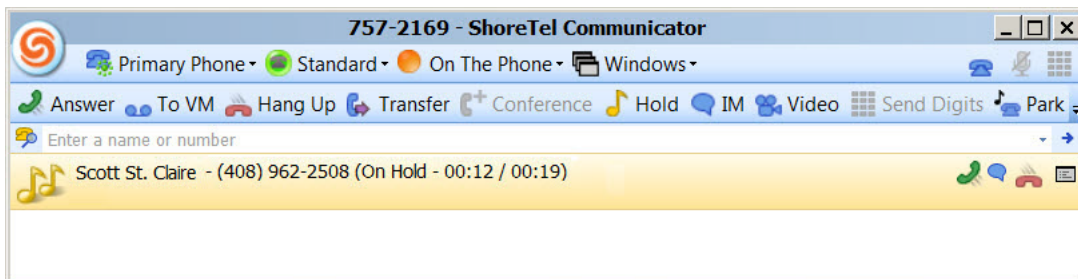 757-2169 - ShoreTel Communicator
Primary Phone Standard On The Phone Windows
Answer To VM Hang Up Transfer Conference Hold IM Video Send Digits Park
Enter a name or number
Scott St. Claire - (408) 962-2508 (On Hold - 00:12 / 00:19)